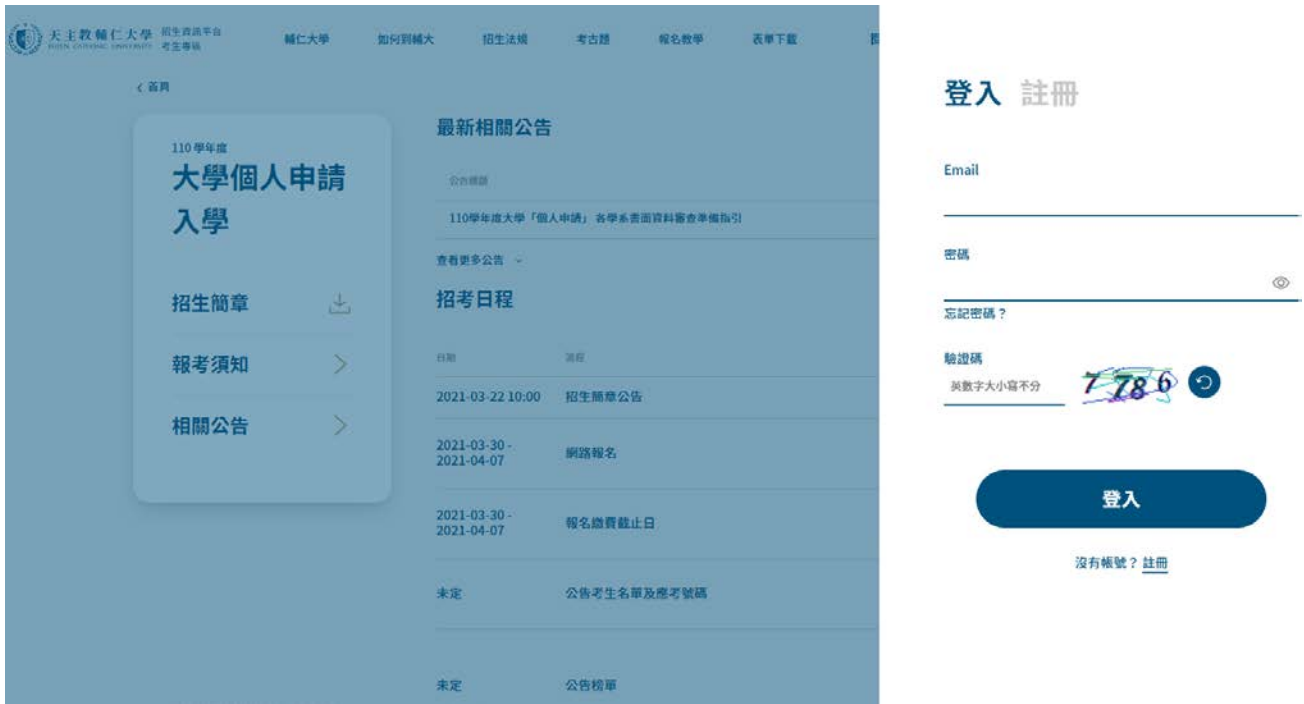 天主教輔仁大學 招生資訊平台
FU JEN CATHOLIC UNIVERSITY 考生專區
輔仁大學 如何到輔大 招生法規 考古題 報名教學 表單下載
首頁
110 學年度
大學個人申請
入學
招生簡章
報考須知
相關公告
最新相關公告
公告標題
110學年度大學「個人申請」各學系書面資料審查準備指引
查看更多公告
招考日程
日期 流程
2021-03-22 10:00 招生簡章公告
2021-03-30 -
2021-04-07
網路報名
2021-03-30 -
2021-04-07
報名繳費截止日
未定 公告考生名單及應考號碼
未定 公告榜單
登入 註冊
Email
密碼
忘記密碼？
驗證碼
英數字大小寫不分 7 786
登入
沒有帳號？註冊